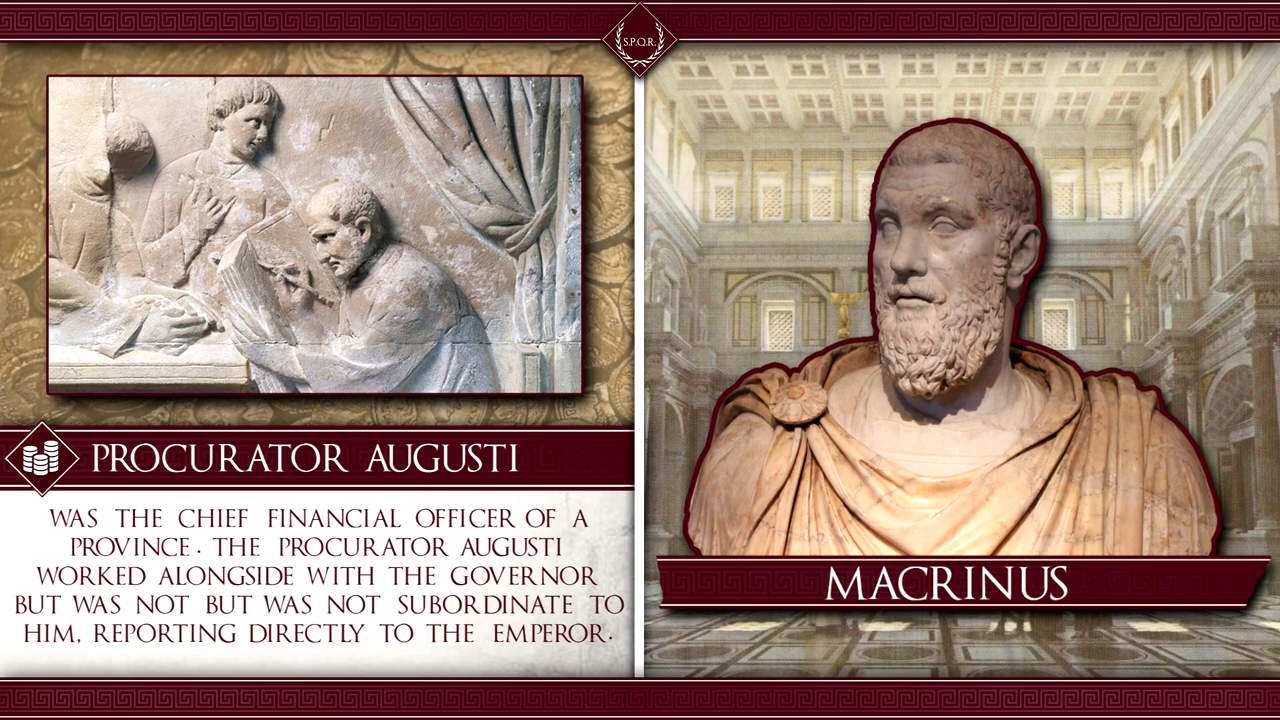 S.P.Q.R.
PROCURATOR AUGUSTI
WAS THE CHIEF FINANCIAL OFFICER OF A
PROVINCE. THE PROCURATOR AUGUSTI
WORKED ALONGSIDE WITH THE GOVERNOR
BUT WAS NOT BUT WAS NOT SUBORDINATE TO
HIM, REPORTING DIRECTLY TO THE EMPEROR.
MACRINUS